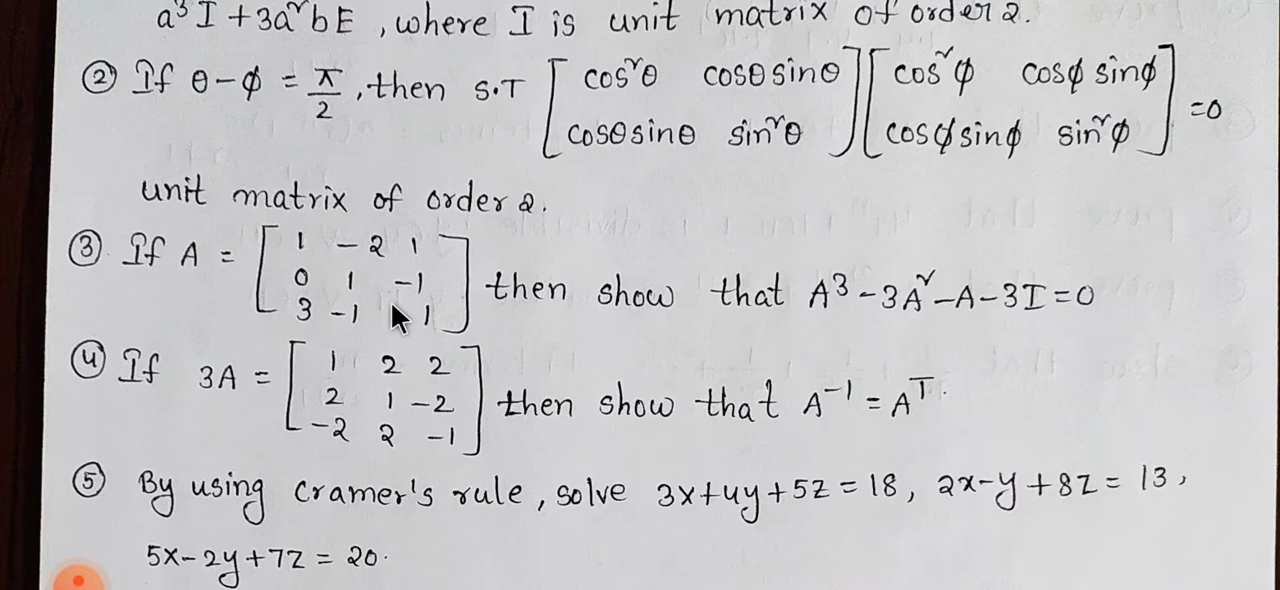 a³I + 3a²bE , where I is unit matrix of order 2.
② If θ - ϕ = π/2 , then S.T [ cos²θ cosθ sinθ ] [ cos²ϕ cosϕ sinϕ ] = 0
[ cosθ sinθ sin²θ ] [ cosϕ sinϕ sin²ϕ ]
unit matrix of order 2.
③ If A = [ 1 -2 1 ] then show that A³ - 3A² - A - 3I = 0
[ 0 1 -1 ]
[ 3 -1 1 ]
④ If 3A = [ 1 2 2 ] then show that A⁻¹ = Aᵀ.
[ 2 1 -2 ]
[ -2 2 -1 ]
⑤ By using cramer's rule, solve 3x+4y+5z = 18, 2x-y+8z = 13,
5x-2y+7z = 20.